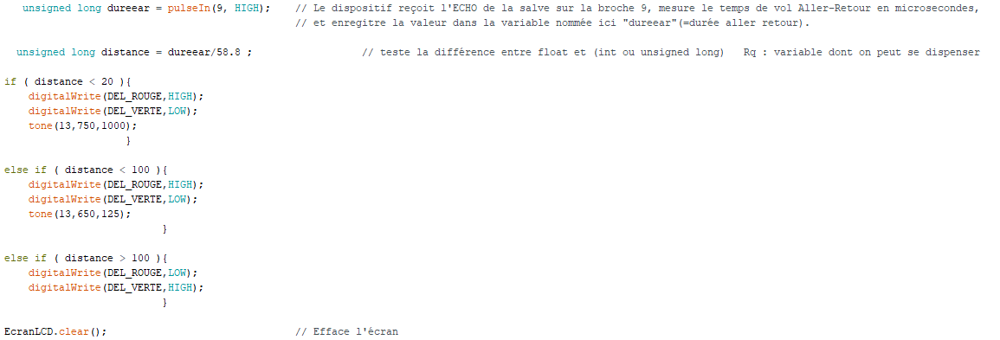 unsigned long dureear = pulseIn(9, HIGH);    // Le dispositif reçoit l'ECHO de la salve sur la broche 9, mesure le temps de vol Aller-Retour en microsecondes,
// et enregitre la valeur dans la variable nommée ici "dureear"(=durée aller retour).
unsigned long distance = dureear/58.8 ;    // teste la différence entre float et (int ou unsigned long)   Rq : variable dont on peut se dispenser
if ( distance < 20 ){
digitalWrite(DEL_ROUGE,HIGH);
digitalWrite(DEL_VERTE,LOW);
tone(13,750,1000);
}
else if ( distance < 100 ){
digitalWrite(DEL_ROUGE,HIGH);
digitalWrite(DEL_VERTE,LOW);
tone(13,650,125);
}
else if ( distance > 100 ){
digitalWrite(DEL_ROUGE,LOW);
digitalWrite(DEL_VERTE,HIGH);
}
EcranLCD.clear();    // Efface l'écran